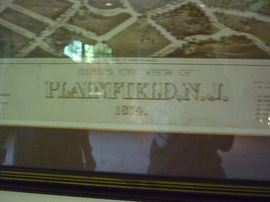 BIRD'S EYE VIEW OF
PLAINFIELD, N.J.
1874.